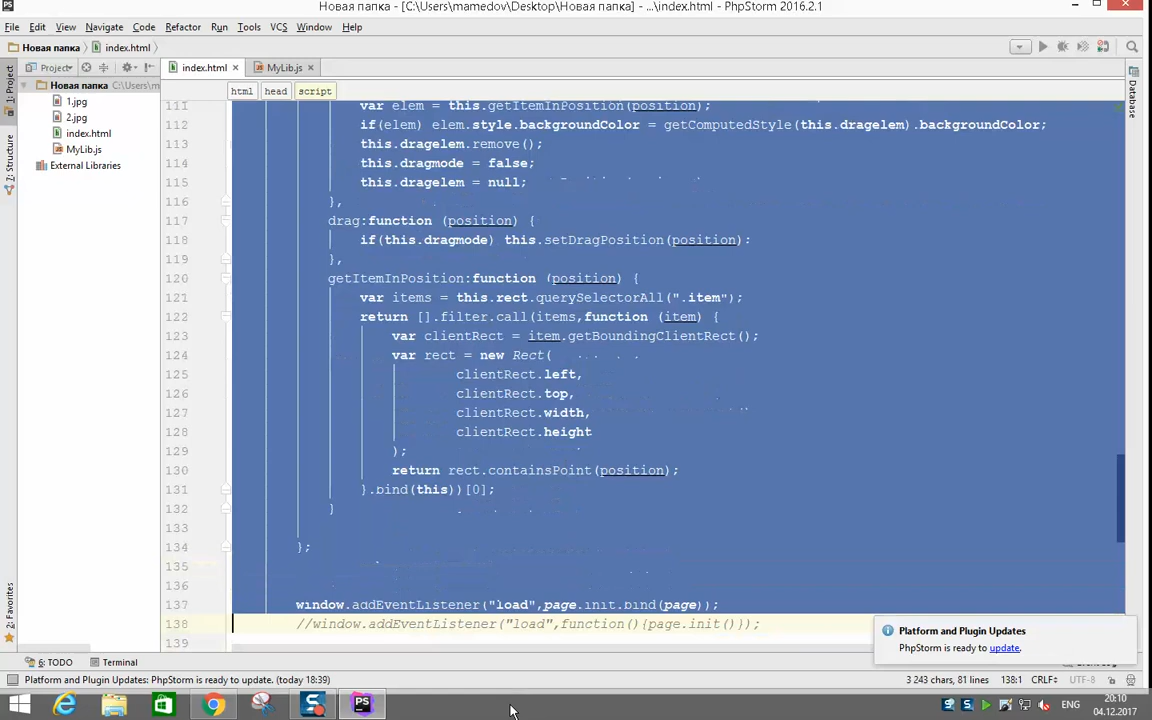 Новая папка - [C:\Users\mamedov\Desktop\Новая папка] - ...\index.html - PhpStorm 2016.2.1
File Edit View Navigate Code Refactor Run Tools VCS Window Help
Новая папка index.html
Project index.html MyLib.js
Новая папка C:\Users\m html head script
1.jpg
2.jpg
index.html
MyLib.js
External Libraries
1: Project
7: Structure
2: Favorites
Database
111 var elem = this.getItemInPosition(position);
112 if(elem) elem.style.backgroundColor = getComputedStyle(this.dragelem).backgroundColor;
113 this.dragelem.remove();
114 this.dragmode = false;
115 this.dragelem = null;
116 },
117 drag:function (position) {
118 if(this.dragmode) this.setDragPosition(position);
119 },
120 getItemInPosition:function (position) {
121 var items = this.rect.querySelectorAll(".item");
122 return [].filter.call(items,function (item) {
123 var clientRect = item.getBoundingClientRect();
124 var rect = new Rect(
125 clientRect.left,
126 clientRect.top,
127 clientRect.width,
128 clientRect.height
129 );
130 return rect.containsPoint(position);
131 }.bind(this))[0];
132 }
133
134 };
135
136
137 window.addEventListener("load",page.init.bind(page));
138 //window.addEventListener("load",function(){page.init()});
139
Platform and Plugin Updates
PhpStorm is ready to update.
6: TODO Terminal
Platform and Plugin Updates: PhpStorm is ready to update. (today 18:39) 3 243 chars, 81 lines 138:1 CRLF UTF-8
ENG 20:10
04.12.2017